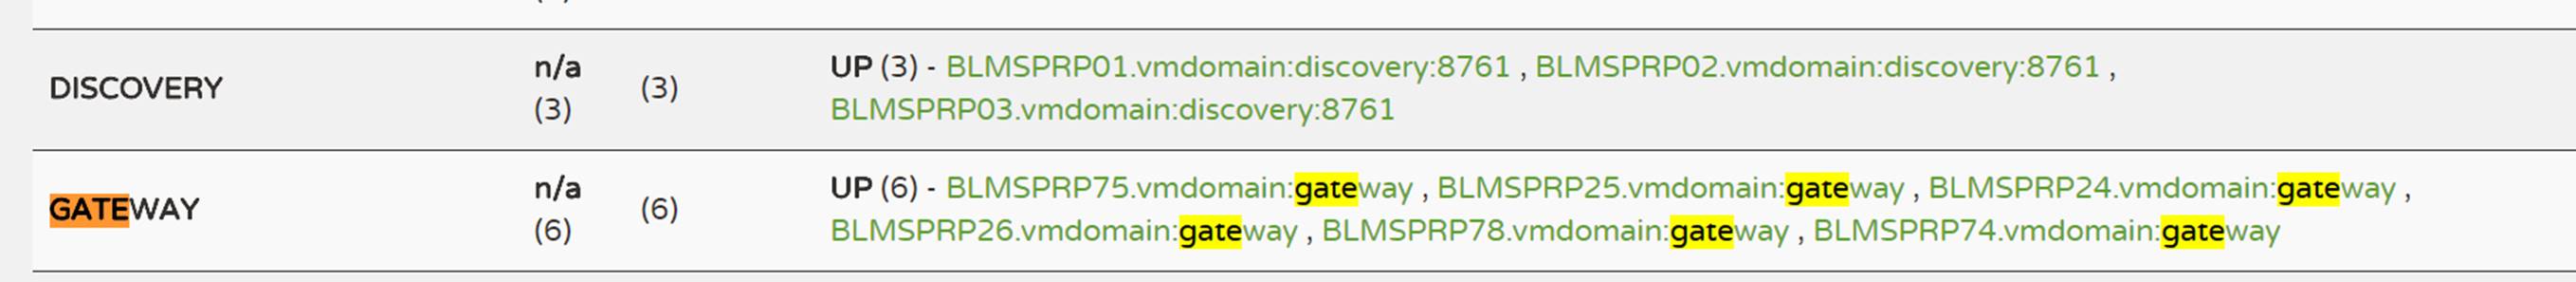 DISCOVERY n/a (3) (3) UP (3) - BLMSPRP01.vmdomain:discovery:8761 , BLMSPRP02.vmdomain:discovery:8761 ,
BLMSPRP03.vmdomain:discovery:8761
GATEWAY n/a (6) (6) UP (6) - BLMSPRP75.vmdomain:gateway , BLMSPRP25.vmdomain:gateway , BLMSPRP24.vmdomain:gateway ,
BLMSPRP26.vmdomain:gateway , BLMSPRP78.vmdomain:gateway , BLMSPRP74.vmdomain:gateway